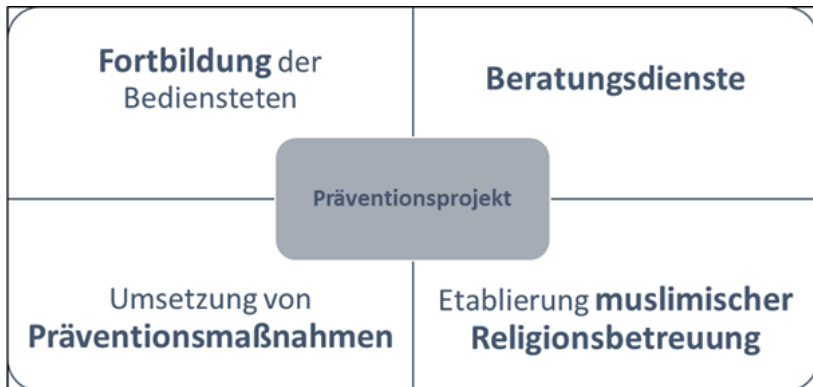 Fortbildung der
Bediensteten
Beratungsdienste
Präventionsprojekt
Umsetzung von
Präventionsmaßnahmen
Etablierung muslimischer
Religionsbetreuung